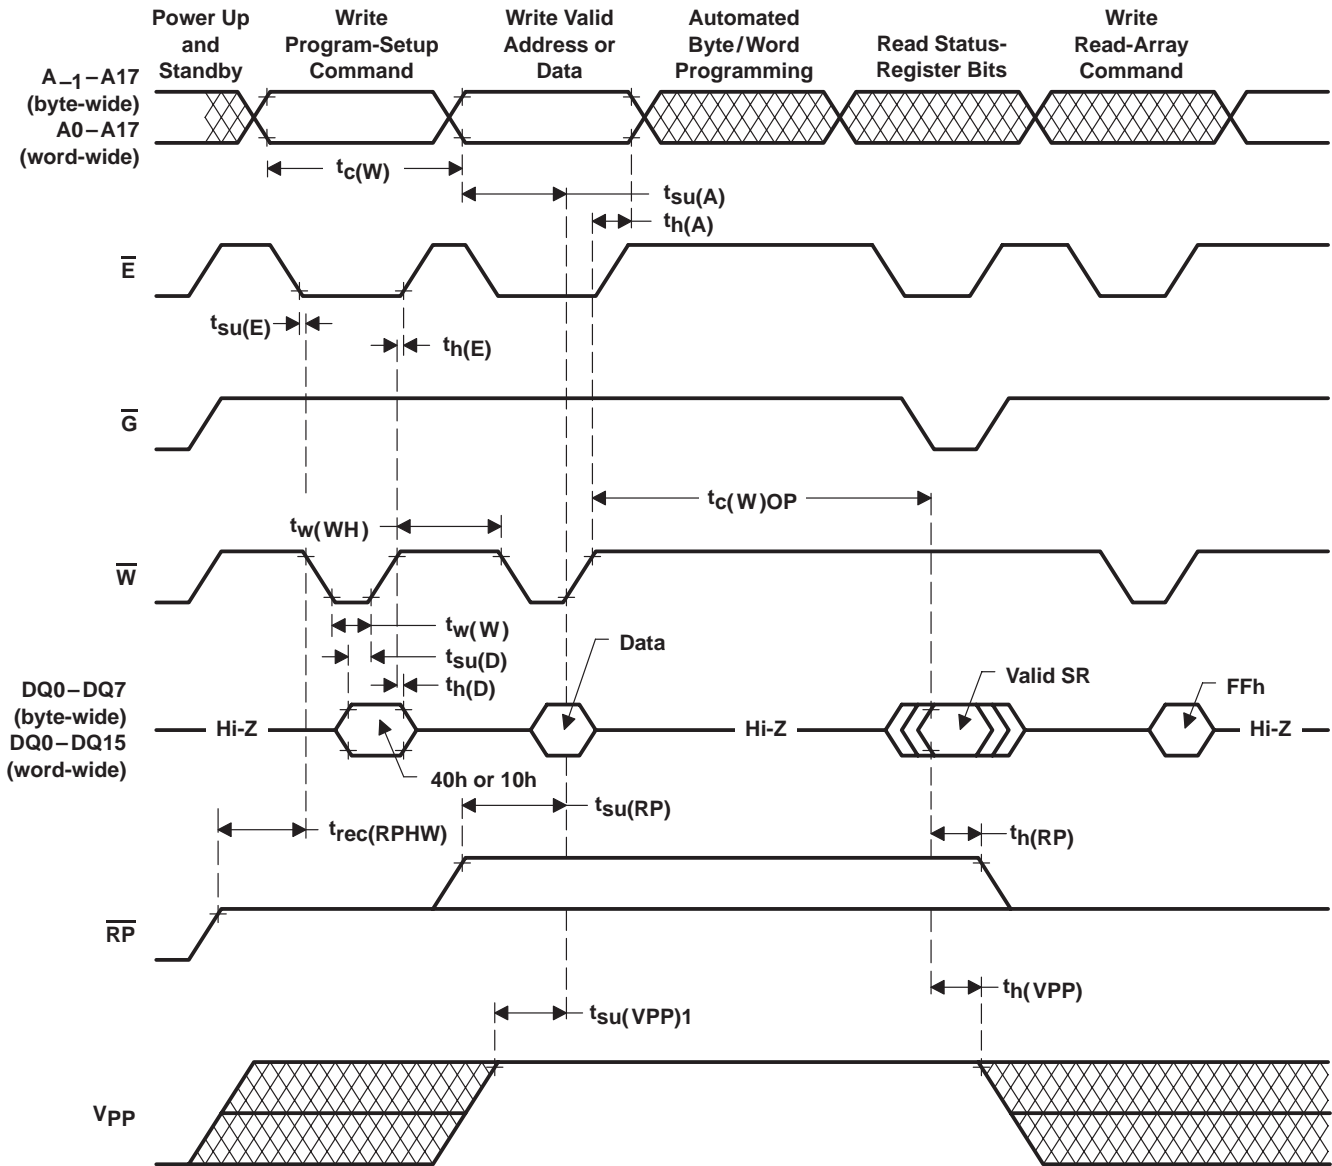 Power Up
and
Standby
Write
Program-Setup
Command
Write Valid
Address or
Data
Automated
Byte/Word
Programming
Read Status-
Register Bits
Write
Read-Array
Command
A–1–A17
(byte-wide)
A0–A17
(word-wide)
tc(W)
tsu(A)
th(A)
E
tsu(E)
th(E)
G
tc(W)OP
tw(WH)
W
tw(W)
tsu(D)
th(D)
Data
Valid SR
FFh
DQ0–DQ7
(byte-wide)
DQ0–DQ15
(word-wide)
Hi-Z
Hi-Z
Hi-Z
40h or 10h
tsu(RP)
trec(RPHW)
th(RP)
RP
th(VPP)
tsu(VPP)1
VPP